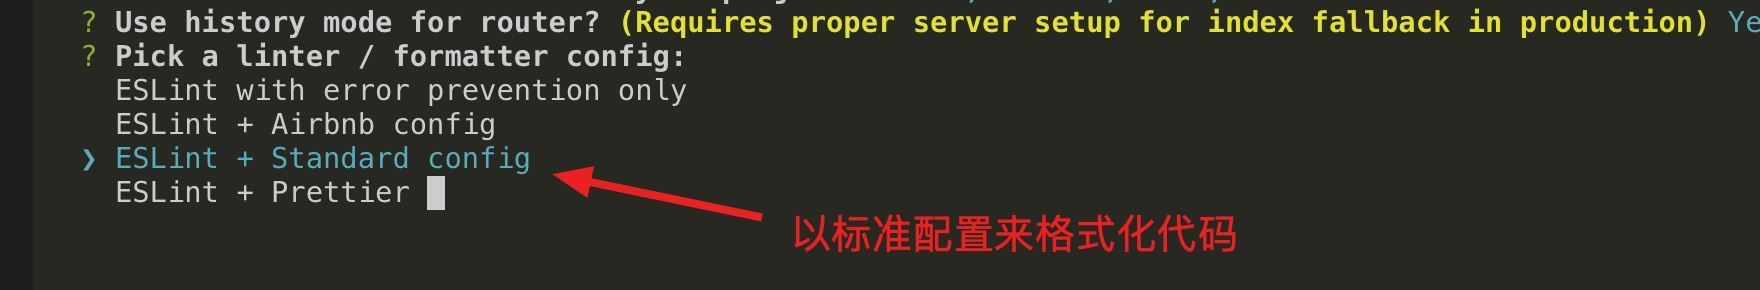 ? Use history mode for router? (Requires proper server setup for index fallback in production) Ye
? Pick a linter / formatter config:
ESLint with error prevention only
ESLint + Airbnb config
❯ ESLint + Standard config
ESLint + Prettier
以标准配置来格式化代码